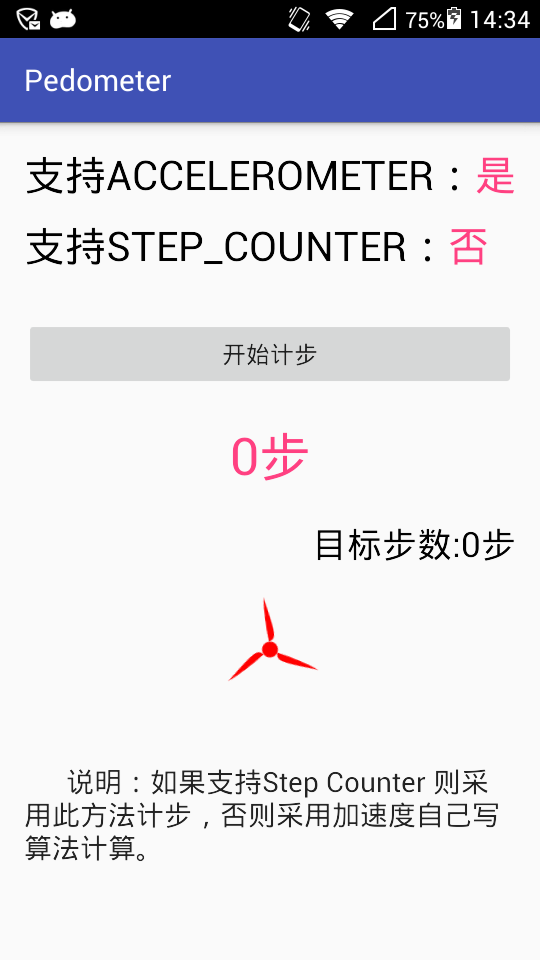 75% 14:34
Pedometer
支持ACCELEROMETER：是
支持STEP_COUNTER：否
开始计步
0步
目标步数:0步
说明：如果支持Step Counter 则采
用此方法计步，否则采用加速度自己写
算法计算。